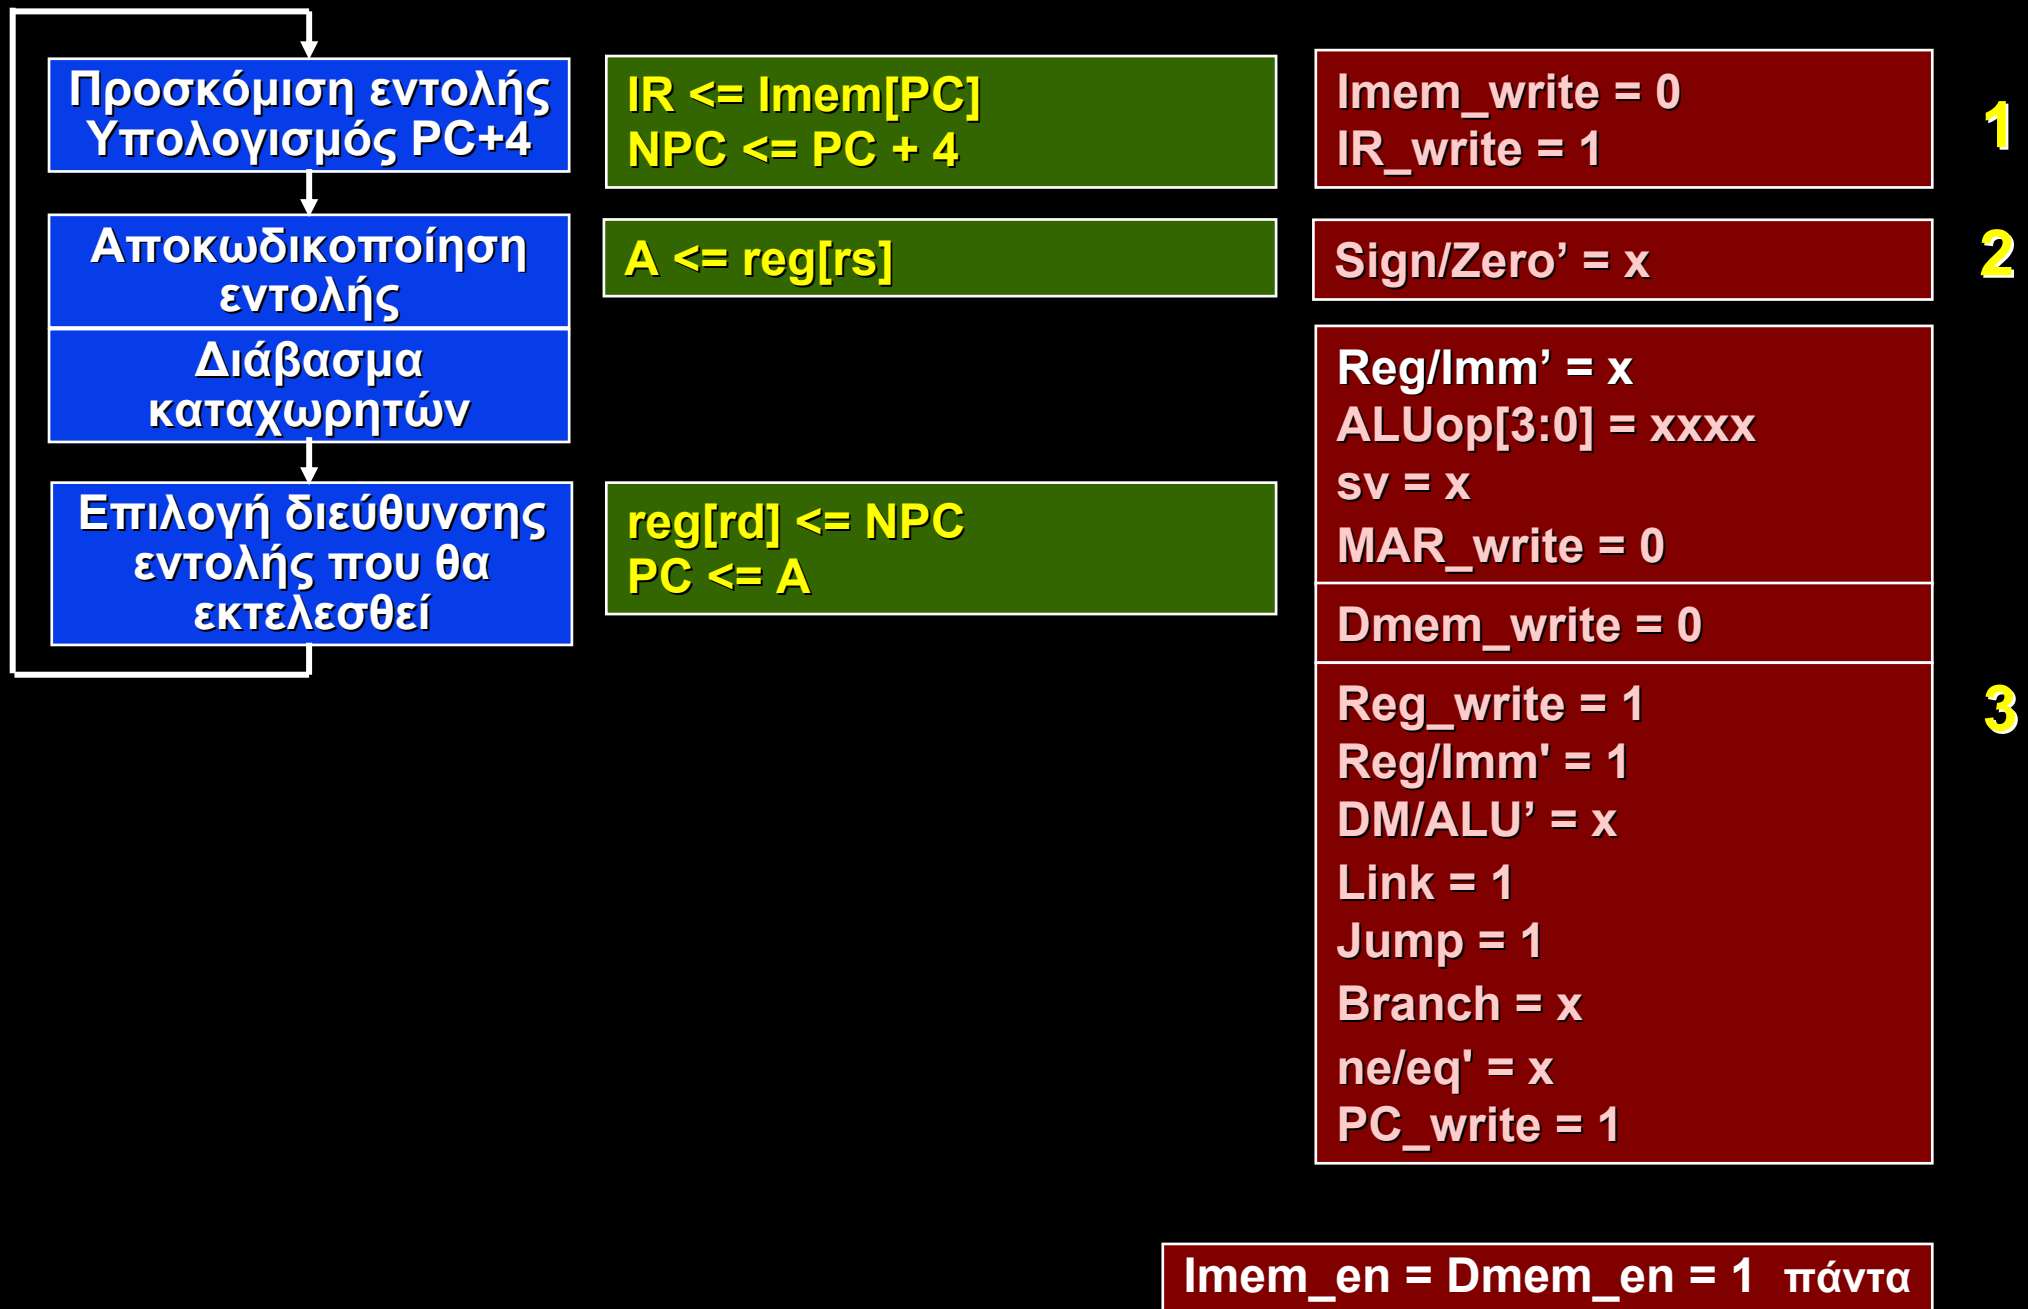 Προσκόμιση εντολής
Υπολογισμός PC+4
IR <= Imem[PC]
NPC <= PC + 4
Imem_write = 0
IR_write = 1
1
Αποκωδικοποίηση
εντολής
A <= reg[rs]
Sign/Zero’ = x
2
Διάβασμα
καταχωρητών
Επιλογή διεύθυνσης
εντολής που θα
εκτελεσθεί
reg[rd] <= NPC
PC <= A
Reg/Imm’ = x
ALUop[3:0] = xxxx
sv = x
MAR_write = 0
Dmem_write = 0
Reg_write = 1
Reg/Imm' = 1
DM/ALU’ = x
Link = 1
Jump = 1
Branch = x
ne/eq' = x
PC_write = 1
3
Imem_en = Dmem_en = 1 πάντα